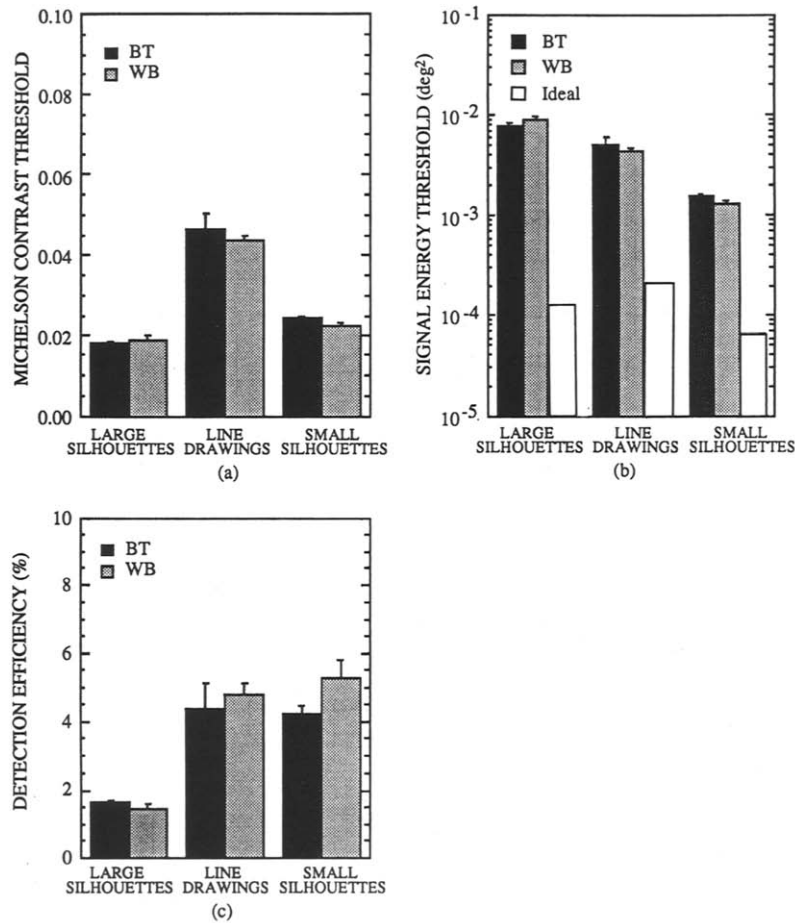 0.10
0.08
0.06
0.04
0.02
0.00
MICHELSON CONTRAST THRESHOLD
BT
WB
LARGE SILHOUETTES
LINE DRAWINGS
SMALL SILHOUETTES
(a)
10-1
10-2
10-3
10-4
10-5
SIGNAL ENERGY THRESHOLD (deg2)
BT
WB
Ideal
LARGE SILHOUETTES
LINE DRAWINGS
SMALL SILHOUETTES
(b)
10
8
6
4
2
0
DETECTION EFFICIENCY (%)
BT
WB
LARGE SILHOUETTES
LINE DRAWINGS
SMALL SILHOUETTES
(c)